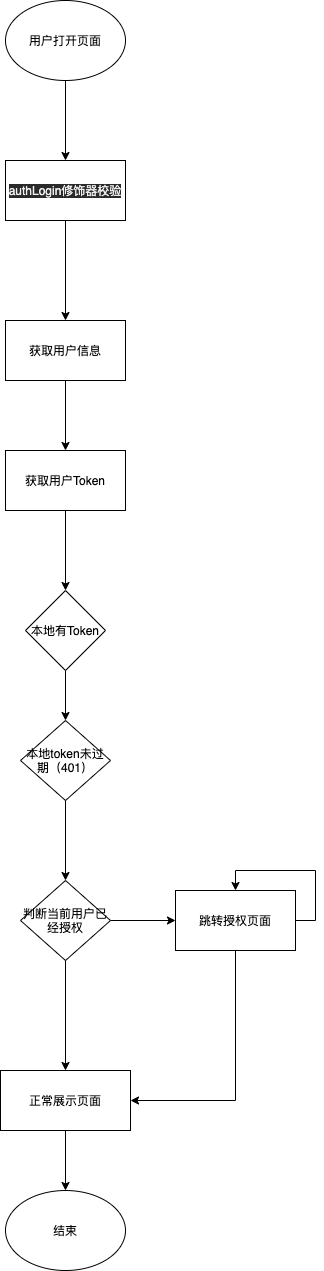 用户打开页面
authLogin修饰器校验
获取用户信息
获取用户Token
本地有Token
本地token未过
期（401）
判断当前用户已
经授权
跳转授权页面
正常展示页面
结束